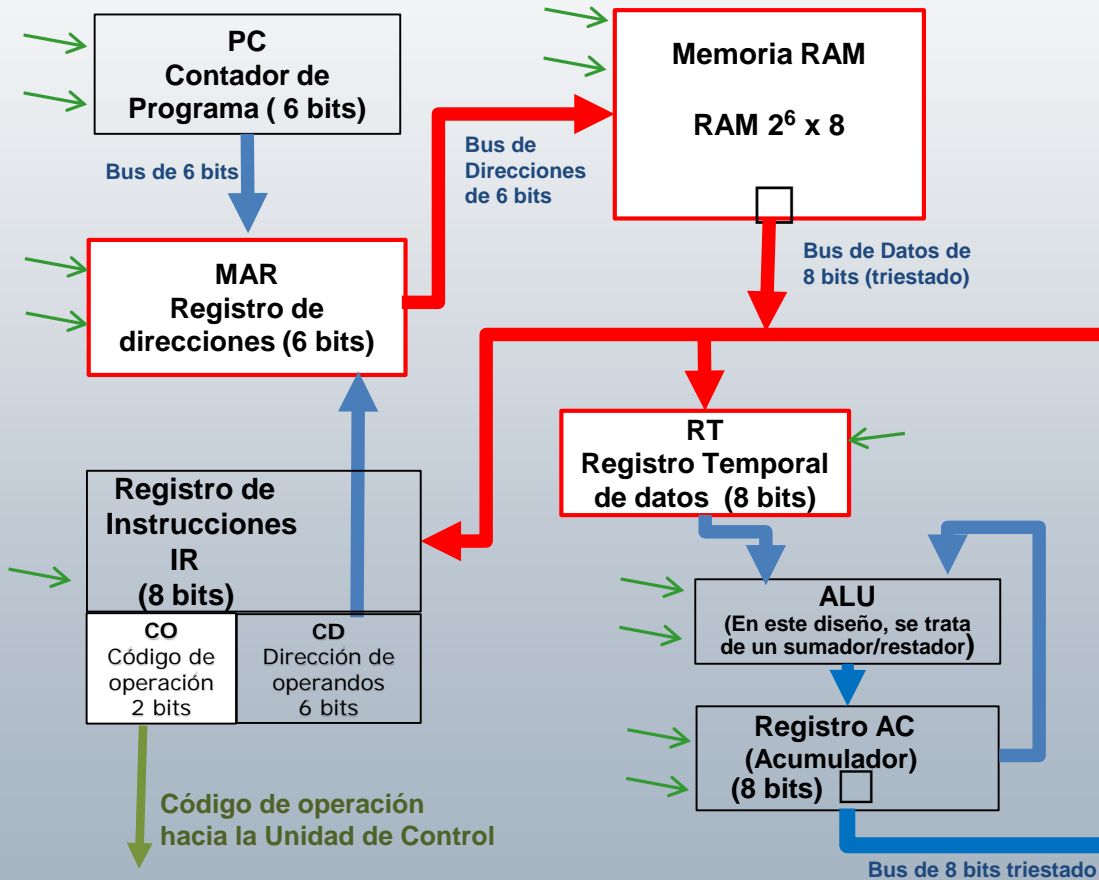 PC
Contador de
Programa ( 6 bits)
Memoria RAM
RAM 2⁶ x 8
Bus de 6 bits
Bus de
Direcciones
de 6 bits
Bus de Datos de
8 bits (triestado)
MAR
Registro de
direcciones (6 bits)
RT
Registro Temporal
de datos (8 bits)
Registro de
Instrucciones
IR
(8 bits)
CO
Código de
operación
2 bits
CD
Dirección de
operandos
6 bits
ALU
(En este diseño, se trata
de un sumador/restador)
Registro AC
(Acumulador)
(8 bits)
Código de operación
hacia la Unidad de Control
Bus de 8 bits triestado